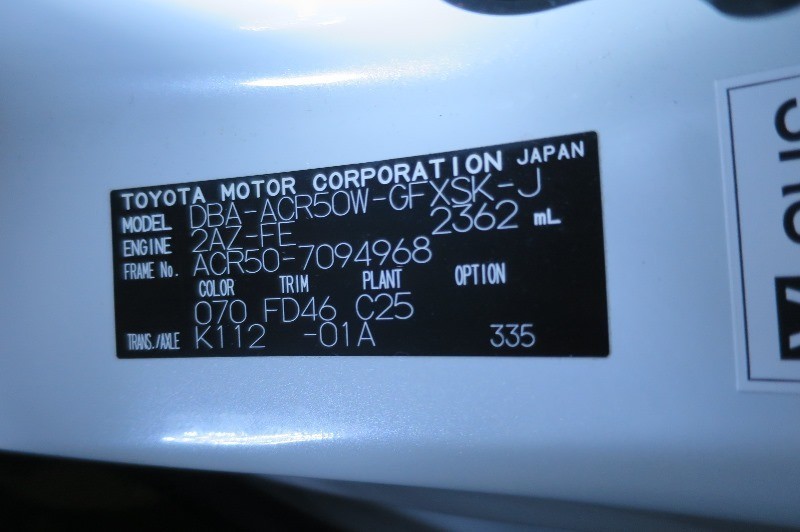 TOYOTA MOTOR CORPORATION JAPAN
MODEL DBA-ACR50W-GFXSK-J
ENGINE 2AZ-FE 2362 mL
FRAME No. ACR50-7094968
COLOR TRIM PLANT OPTION
070 FD46 C25
TRANS./AXLE K112 -01A 335